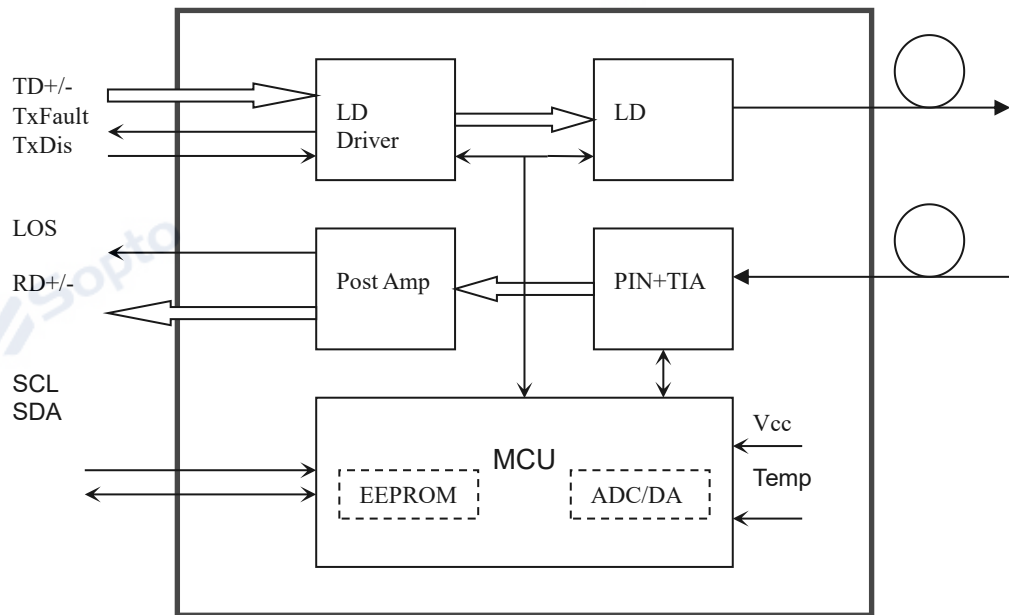 TD+/-
TxFault
TxDis
LD
Driver
LD
LOS
RD+/-
Post Amp
PIN+TIA
Sopto
SCL
SDA
MCU
EEPROM
ADC/DA
Vcc
Temp